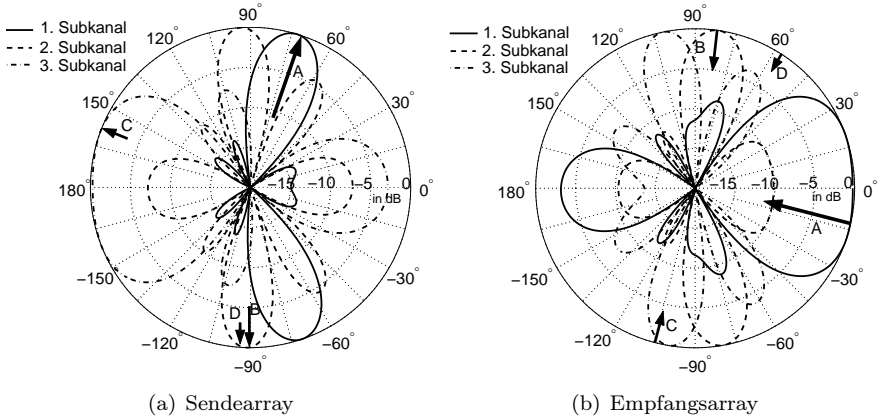 1. Subkanal
2. Subkanal
3. Subkanal
90°
60°
30°
0°
−30°
−60°
−90°
−120°
−150°
180°
150°
120°
−15
−10
−5
0
in dB
A
B
C
D
1. Subkanal
2. Subkanal
3. Subkanal
90°
60°
30°
0°
−30°
−60°
−90°
−120°
−150°
180°
150°
120°
−15
−10
−5
0
in dB
A
B
C
D
(a) Sendearray
(b) Empfangsarray